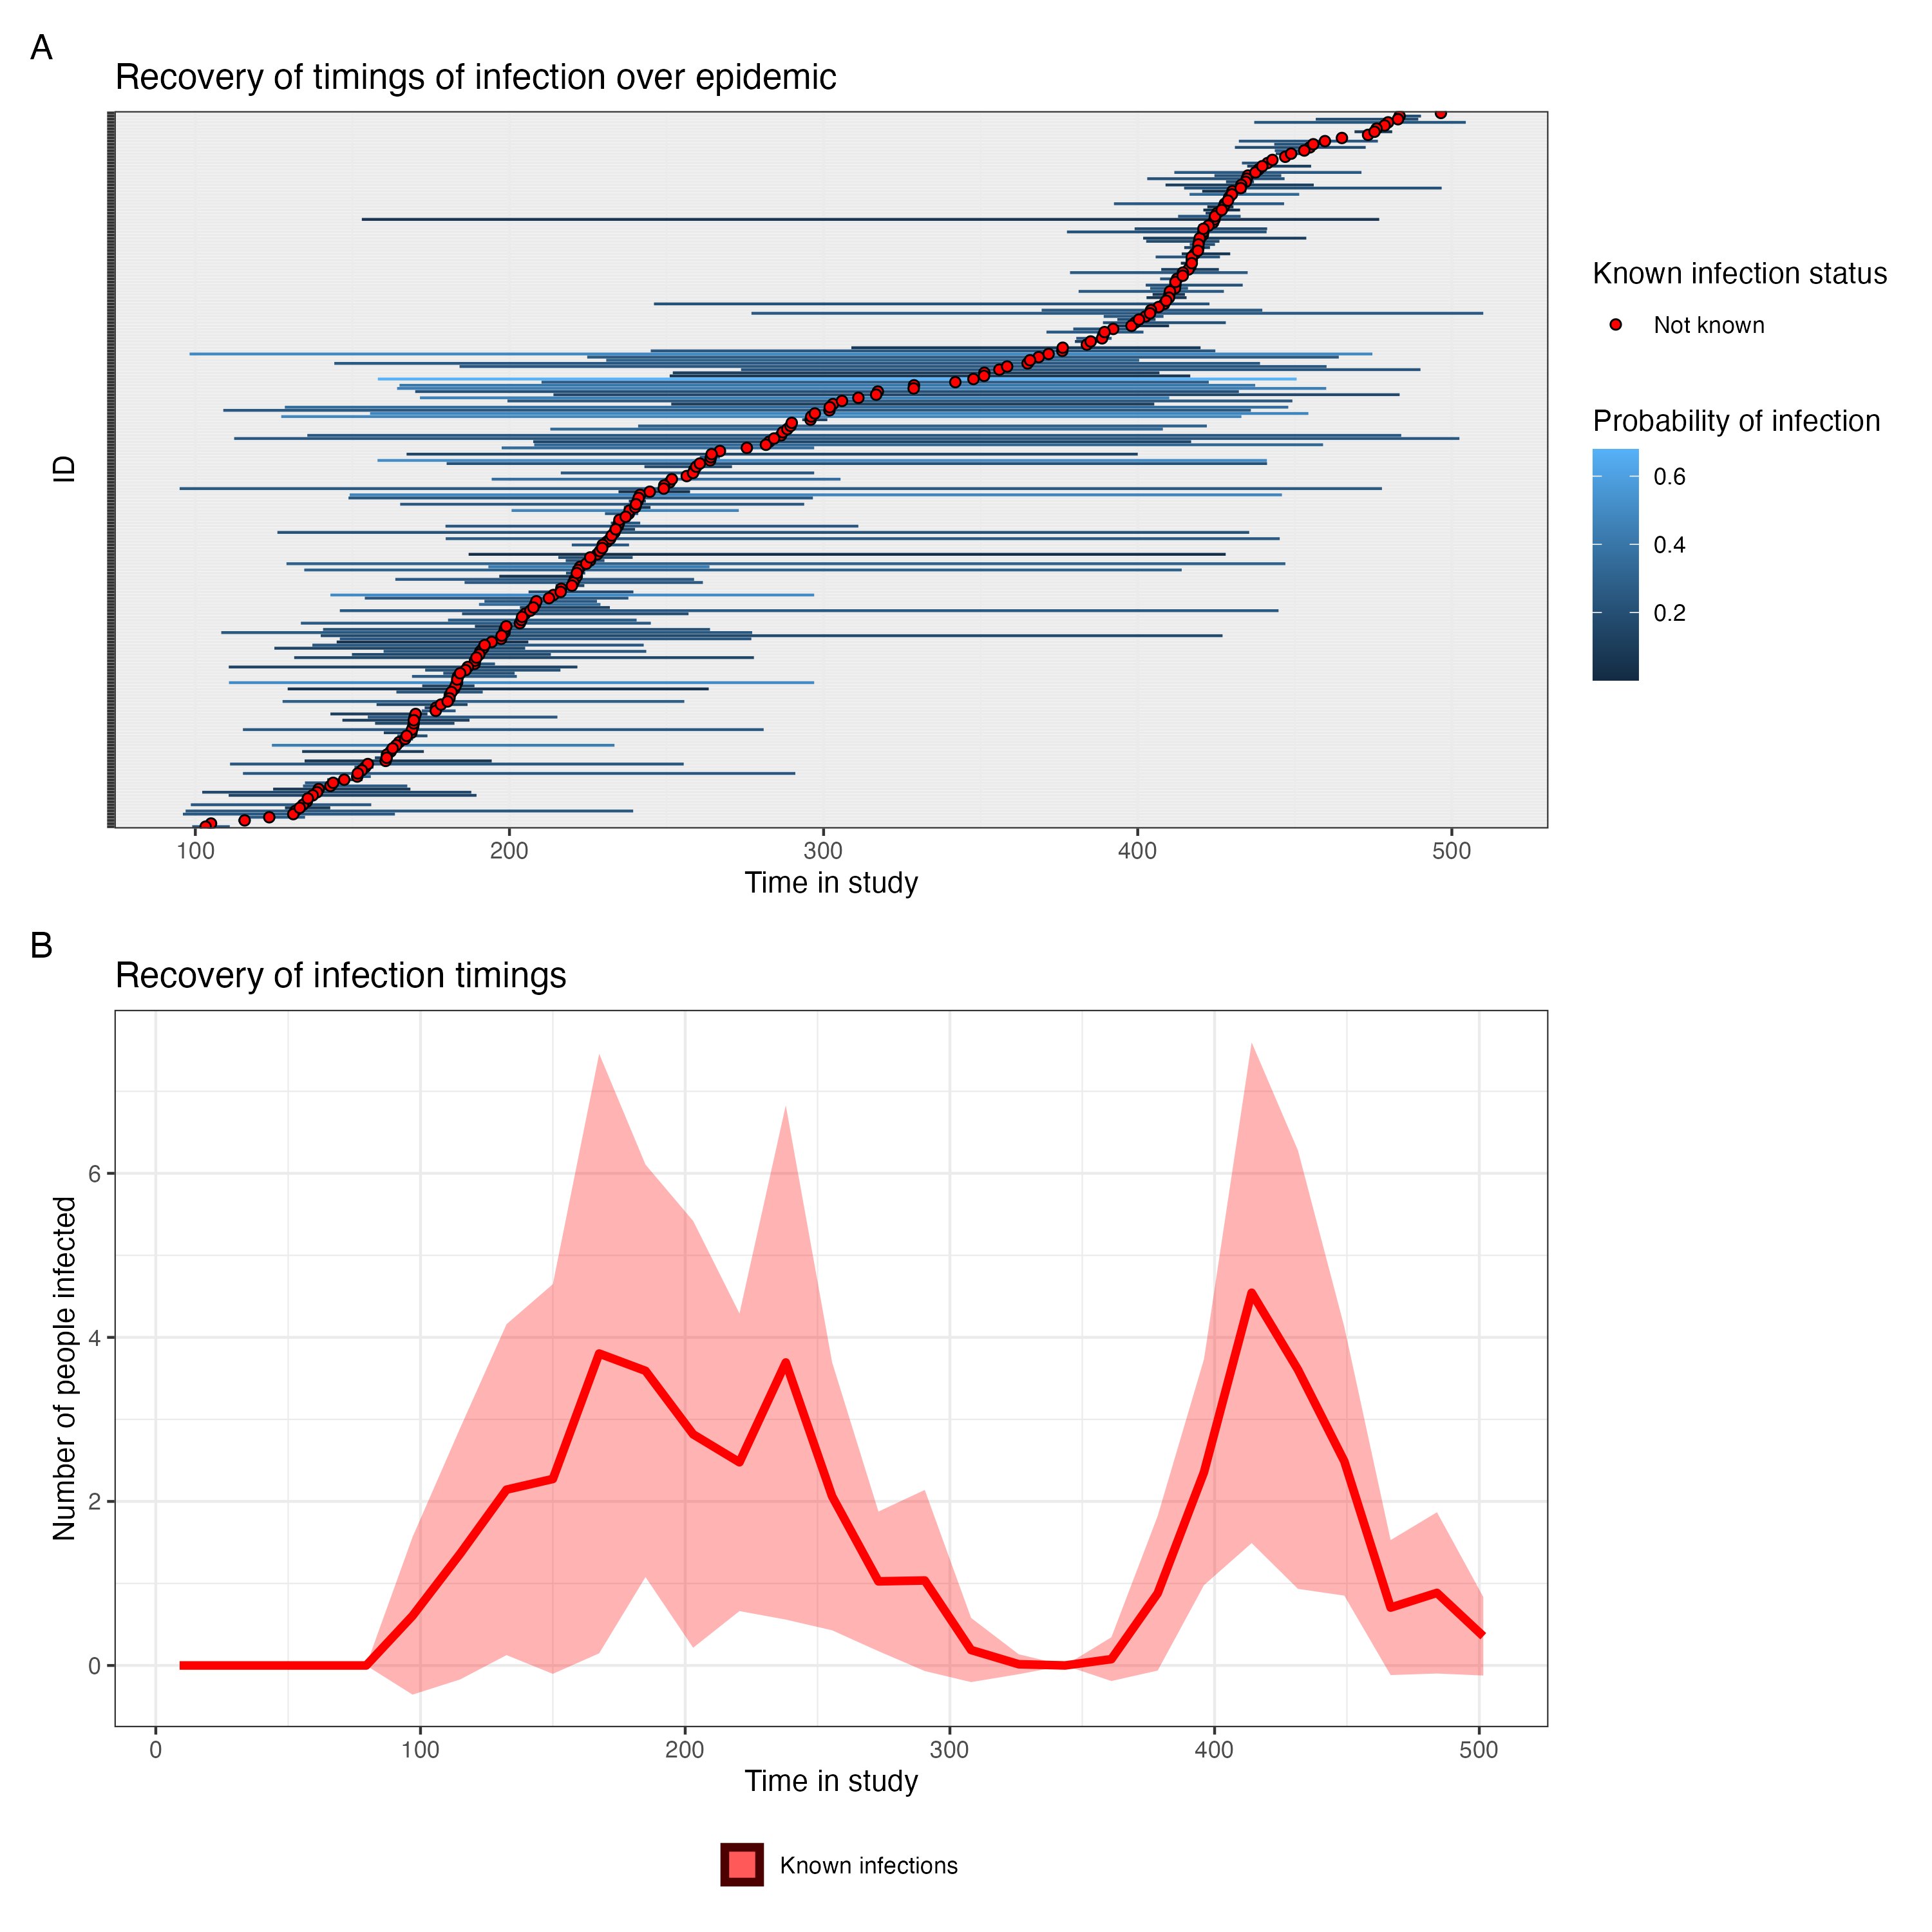 A
Recovery of timings of infection over epidemic
ID
100 200 300 400 500
Time in study
Known infection status
Not known
Probability of infection
0.6
0.4
0.2
B
Recovery of infection timings
Number of people infected
6
4
2
0
0 100 200 300 400 500
Time in study
Known infections